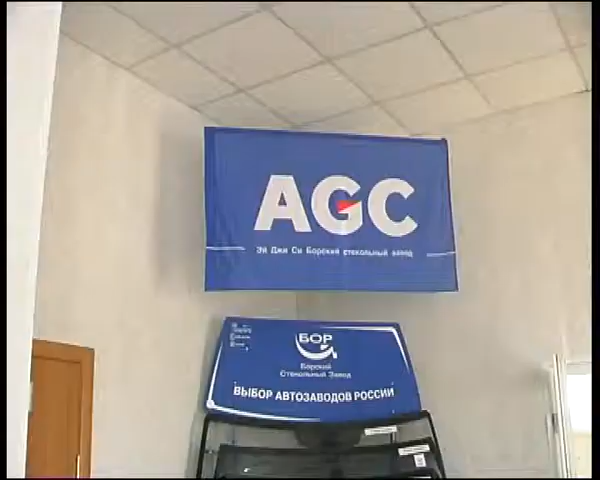 AGC
Эй Джи Си Борский стекольный завод
БОР
Борский
Стекольный Завод
ВЫБОР АВТОЗАВОДОВ РОССИИ